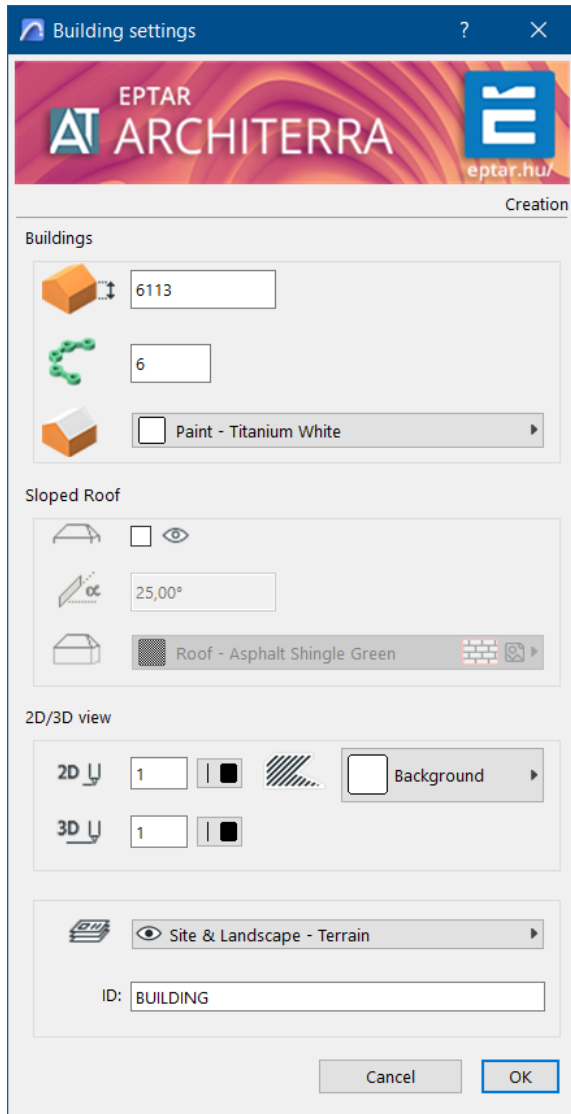 Building settings
?
EPTAR
AT ARCHITERRA
eptar.hu/
Creation
Buildings
6113
6
Paint - Titanium White
Sloped Roof
α
25,00°
Roof - Asphalt Shingle Green
2D/3D view
2D 1 Background
3D 1
Site & Landscape - Terrain
ID: BUILDING
Cancel OK